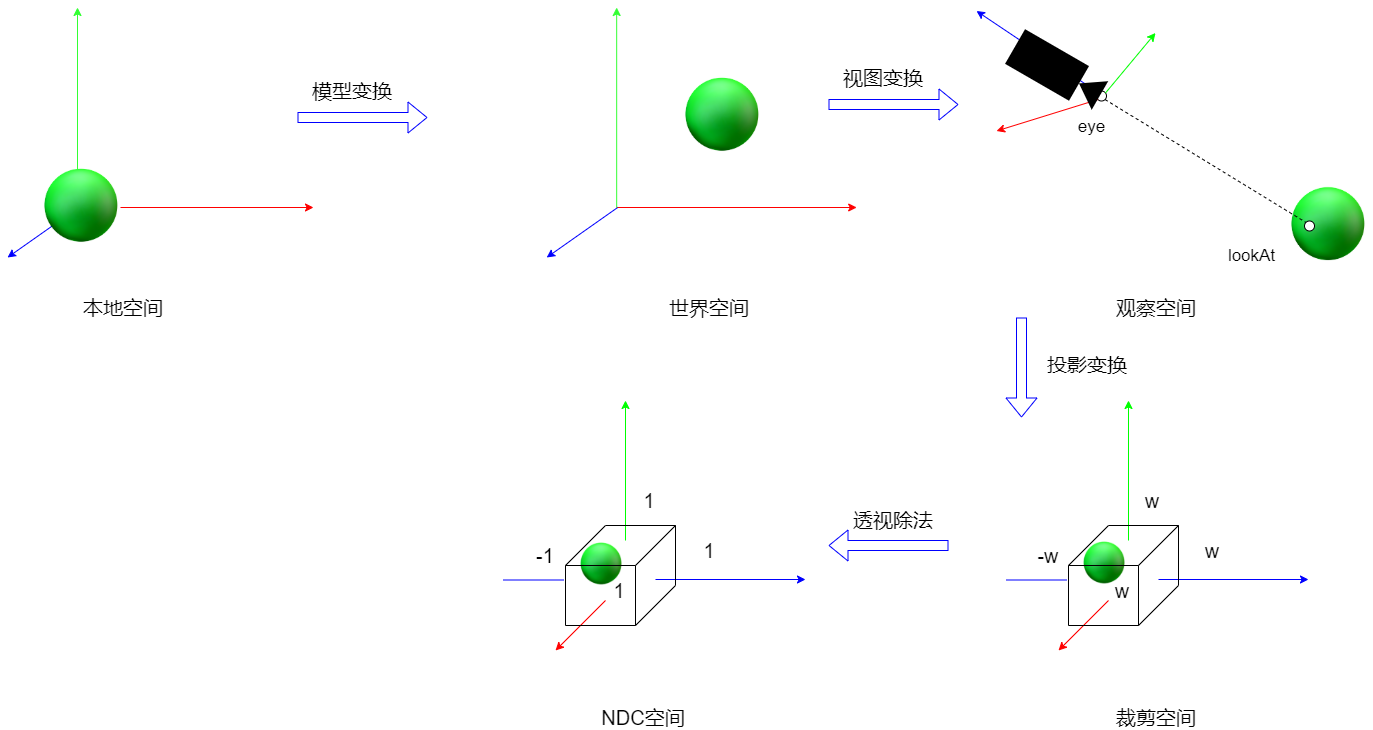 模型变换
视图变换
eye
lookAt
本地空间
世界空间
观察空间
投影变换
1
-1
1
1
透视除法
w
-w
w
w
NDC空间
裁剪空间